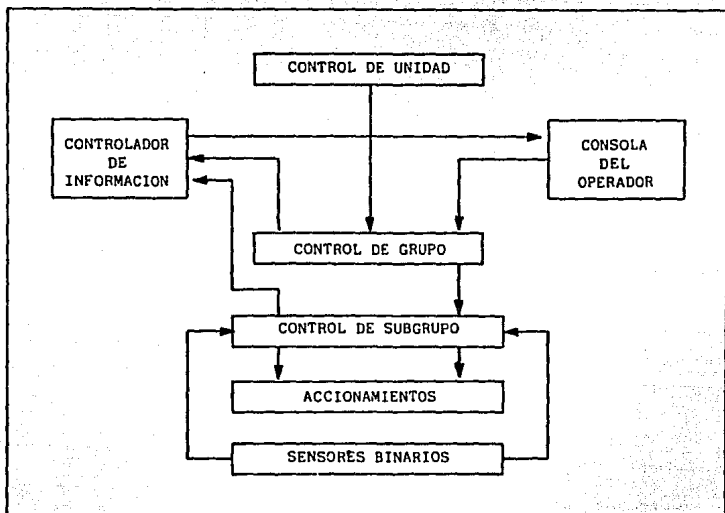 CONTROL DE UNIDAD
CONTROLADOR
DE
INFORMACION
CONSOLA
DEL
OPERADOR
CONTROL DE GRUPO
CONTROL DE SUBGRUPO
ACCIONAMIENTOS
SENSORES BINARIOS